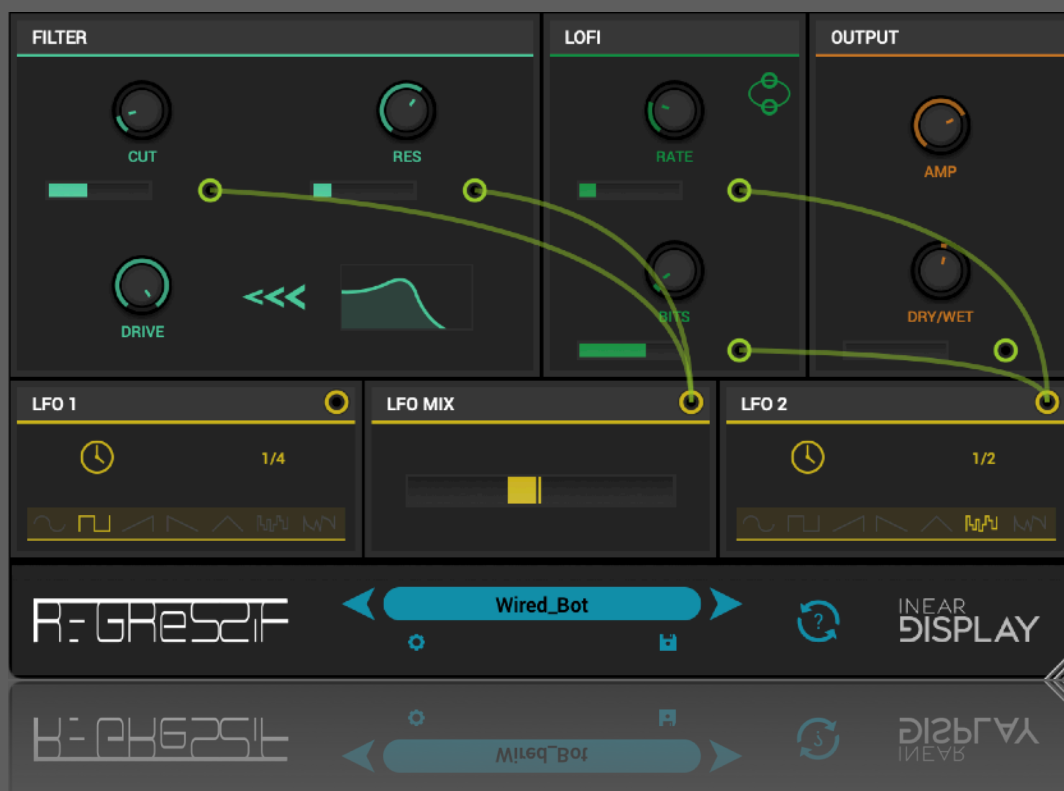 FILTER
LOFI
OUTPUT
CUT
RES
RATE
AMP
DRIVE
BITS
DRY/WET
LFO 1
LFO MIX
LFO 2
1/4
1/2
REGRESSIF
Wired_Bot
?
INEAR
DISPLAY